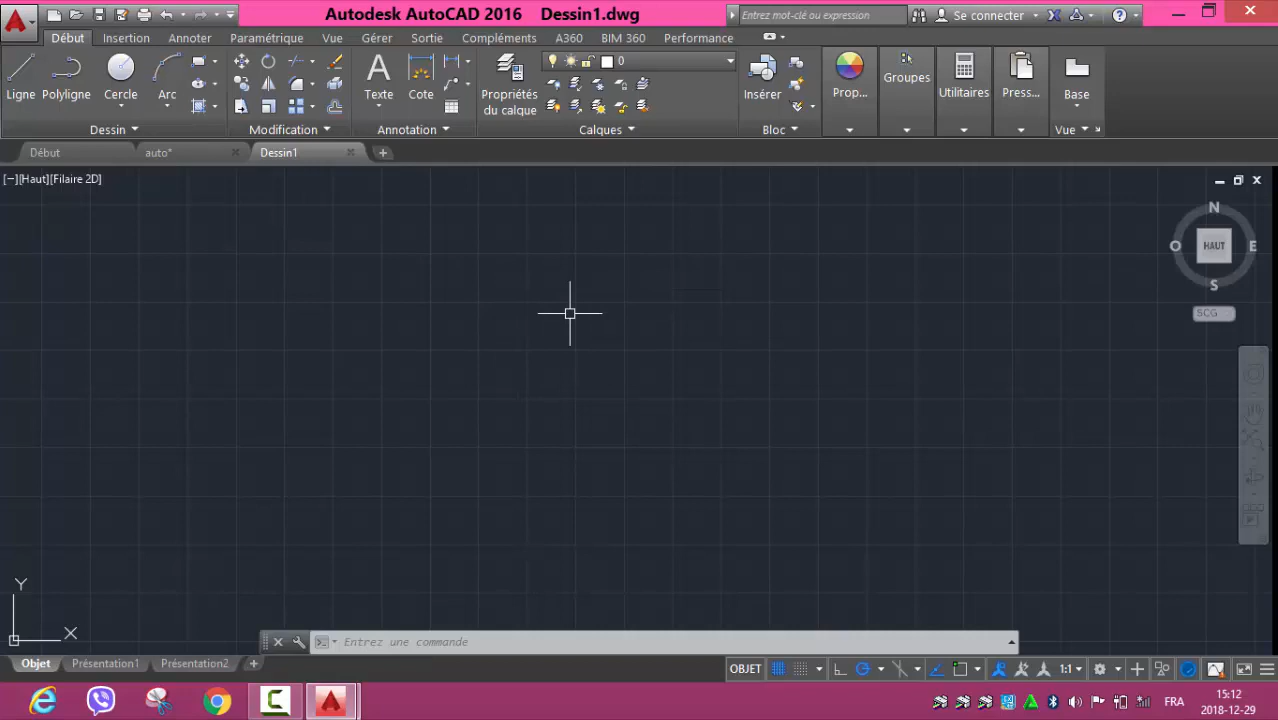 Autodesk AutoCAD 2016 Dessin1.dwg
Entrez mot-clé ou expression
Se connecter
Début Insertion Annoter Paramétrique Vue Gérer Sortie Compléments A360 BIM 360 Performance
0
Ligne Polyligne Cercle Arc
A Texte Cote
Propriétés du calque
Insérer Prop... Groupes Utilitaires Press... Base
Dessin Modification Annotation Calques Bloc Vue
Début auto* Dessin1
[−][Haut][Filaire 2D]
N
O HAUT E
S
SCG
Y
X
Entrez une commande
Objet Présentation1 Présentation2
OBJET 1:1
FRA
15:12
2018-12-29